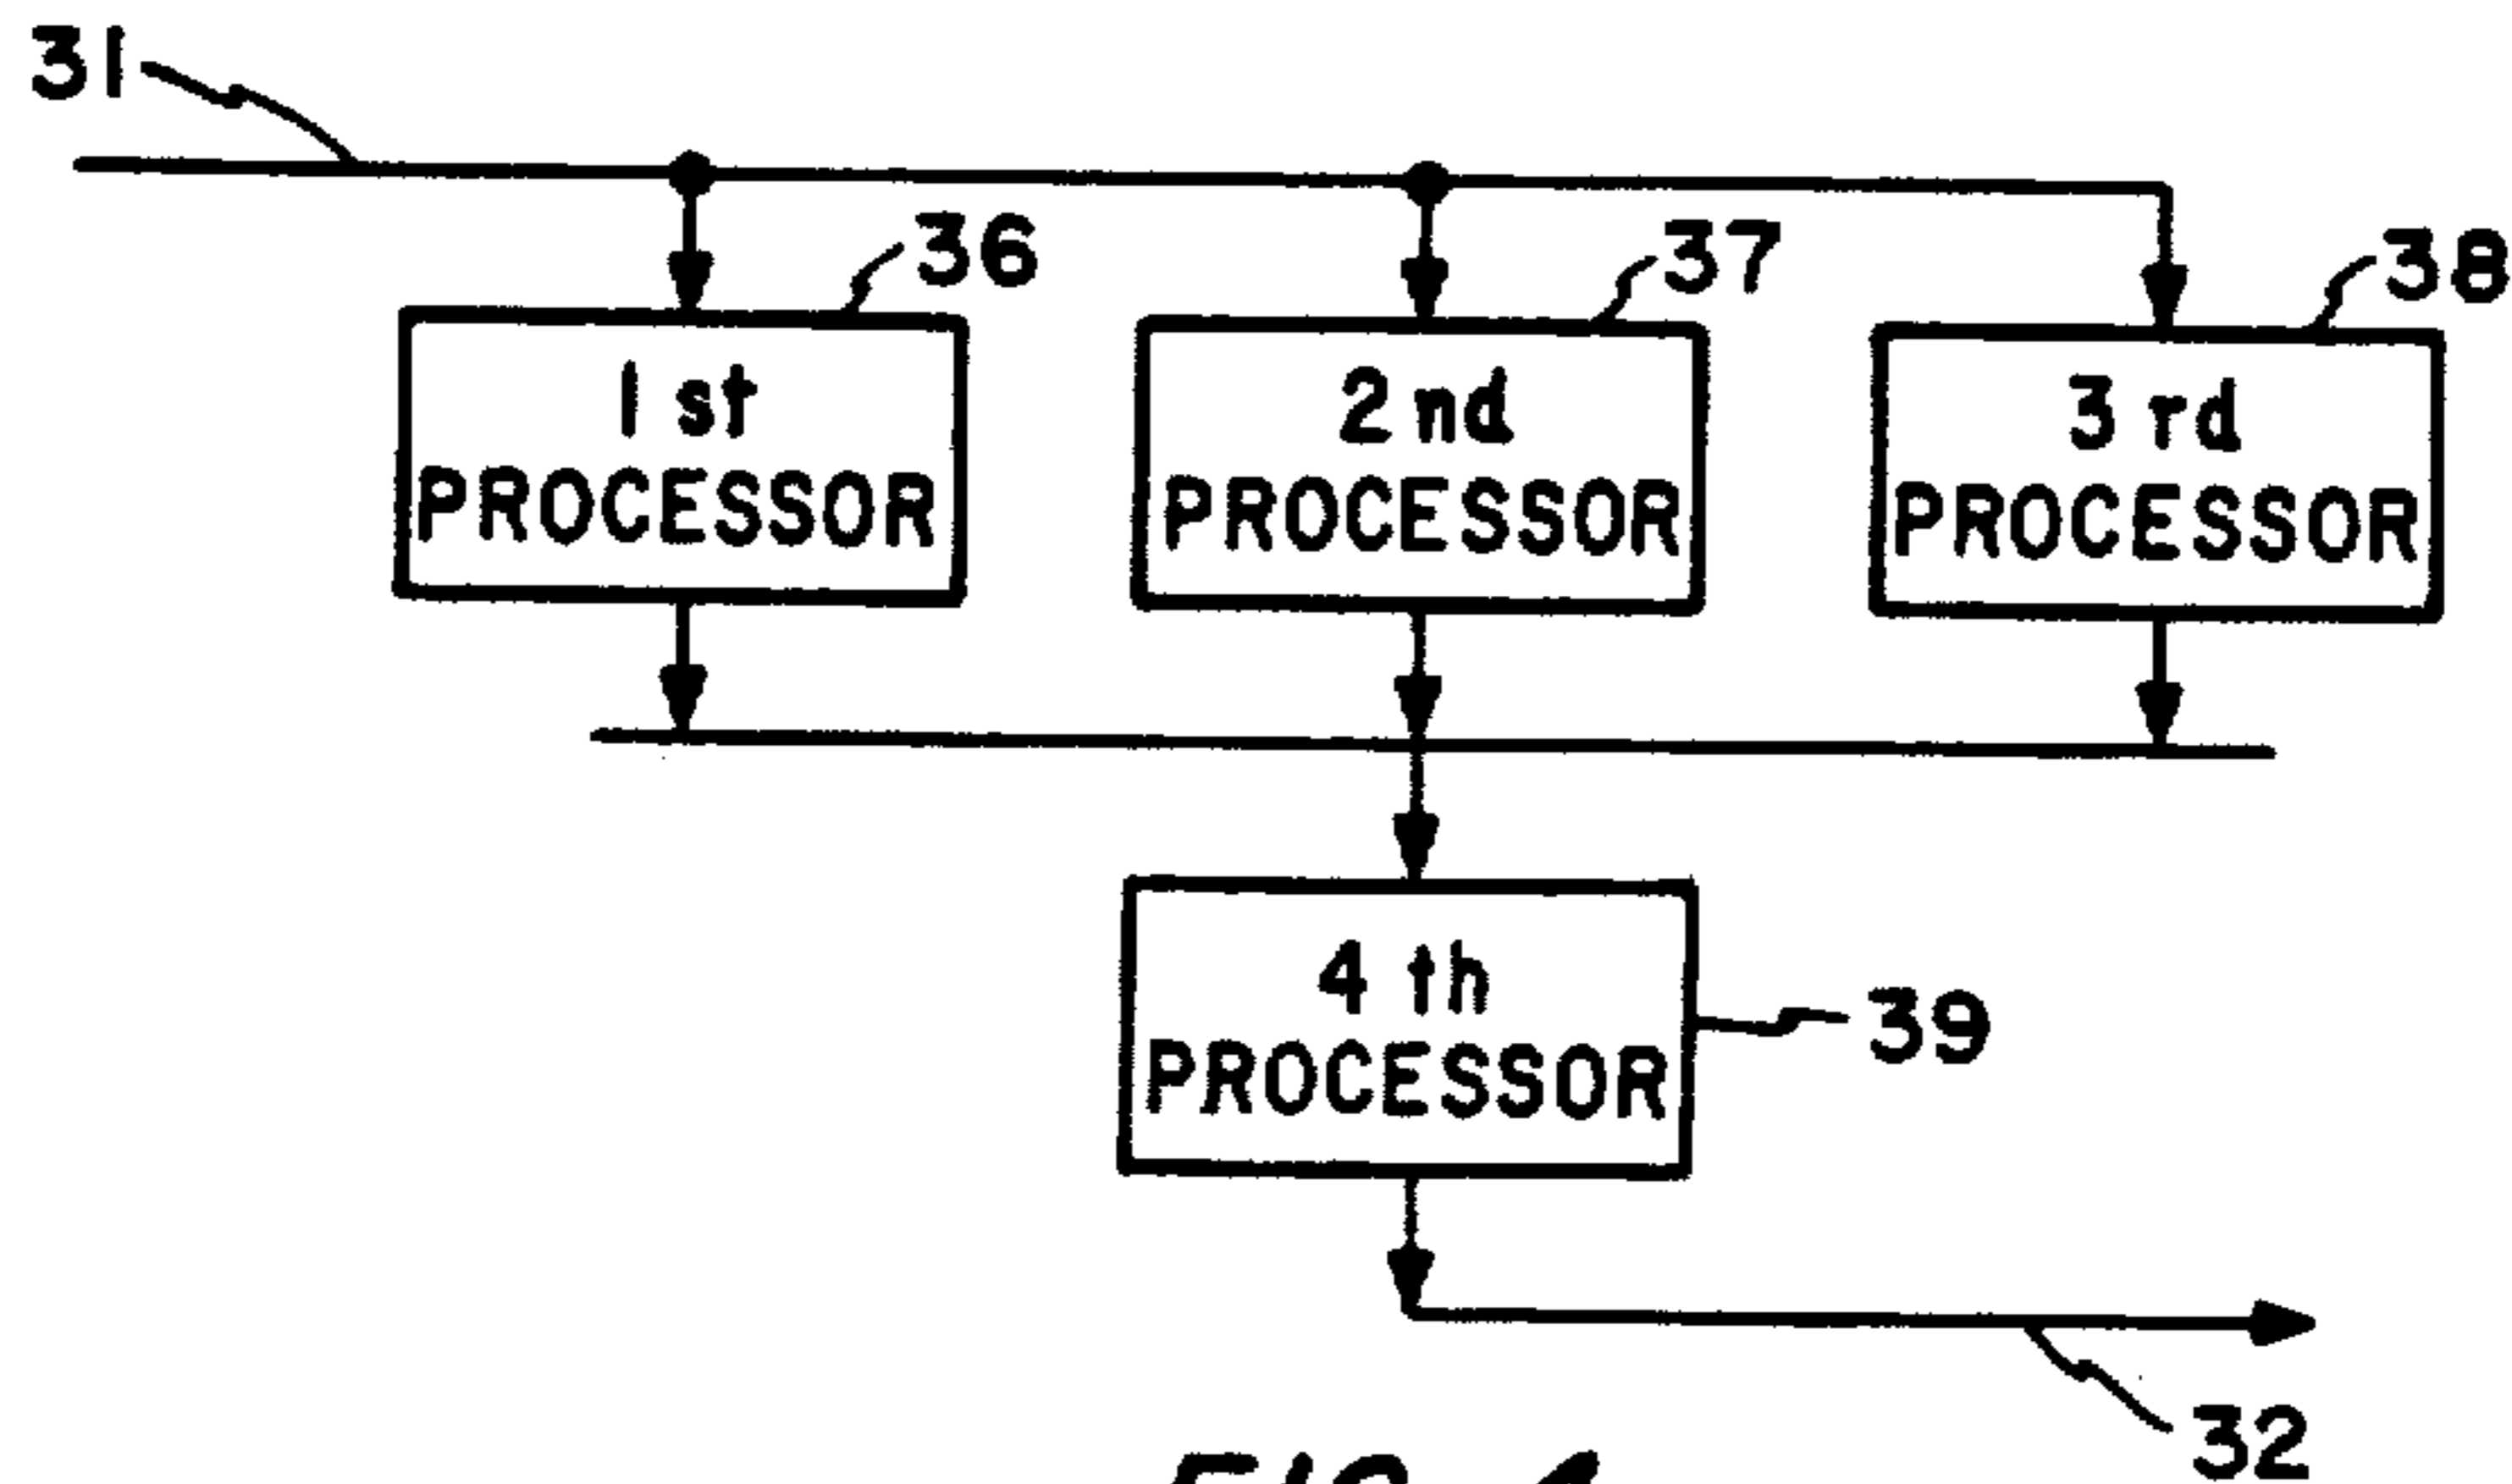 31
36
37
38
1 st
PROCESSOR
2 nd
PROCESSOR
3 rd
PROCESSOR
4 th
PROCESSOR
39
32